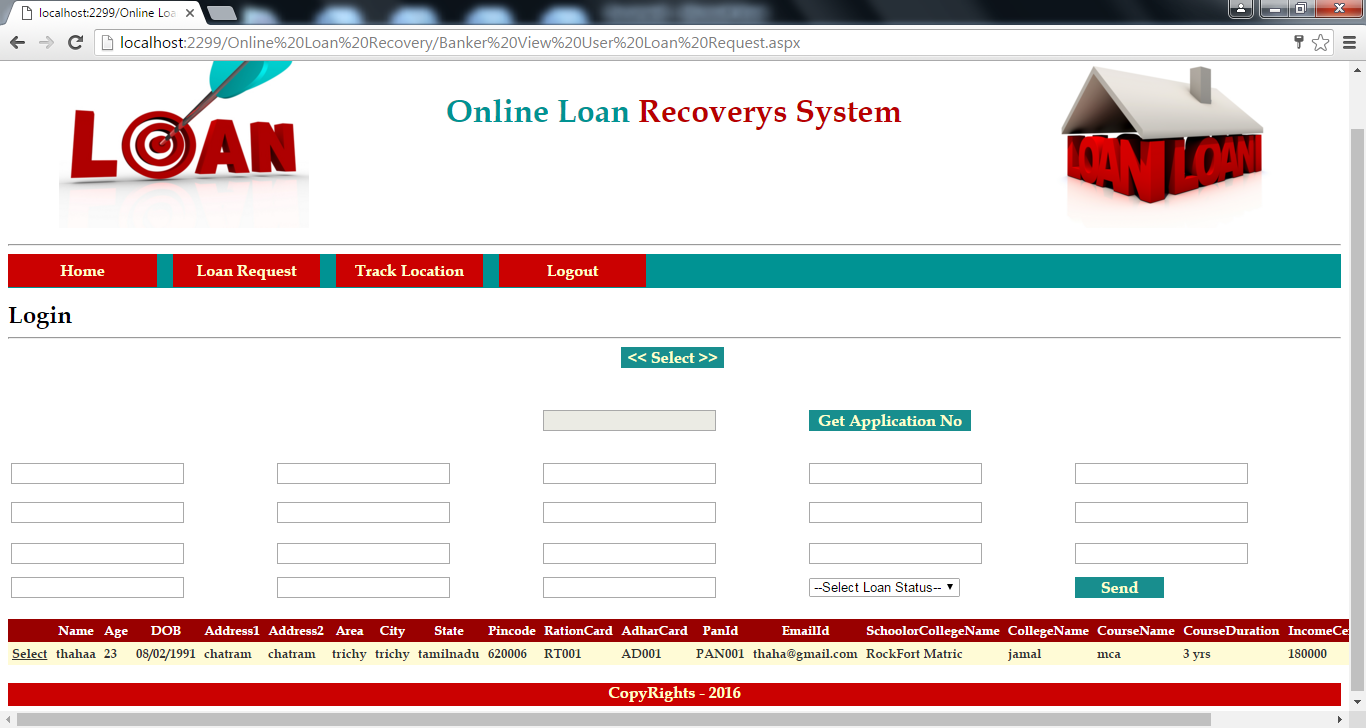 localhost:2299/Online Loa
localhost:2299/Online%20Loan%20Recovery/Banker%20View%20User%20Loan%20Request.aspx
LOAN
Online Loan Recoverys System
LOAN LOAN
Home Loan Request Track Location Logout
Login
<< Select >>
Get Application No
--Select Loan Status-- Send
Name Age DOB Address1 Address2 Area City State Pincode RationCard AdharCard PanId EmailId SchoolorCollegeName CollegeName CourseName CourseDuration IncomeCer
Select thahaa 23 08/02/1991 chatram chatram trichy trichy tamilnadu 620006 RT001 AD001 PAN001 thaha@gmail.com RockFort Matric jamal mca 3 yrs 180000
CopyRights - 2016